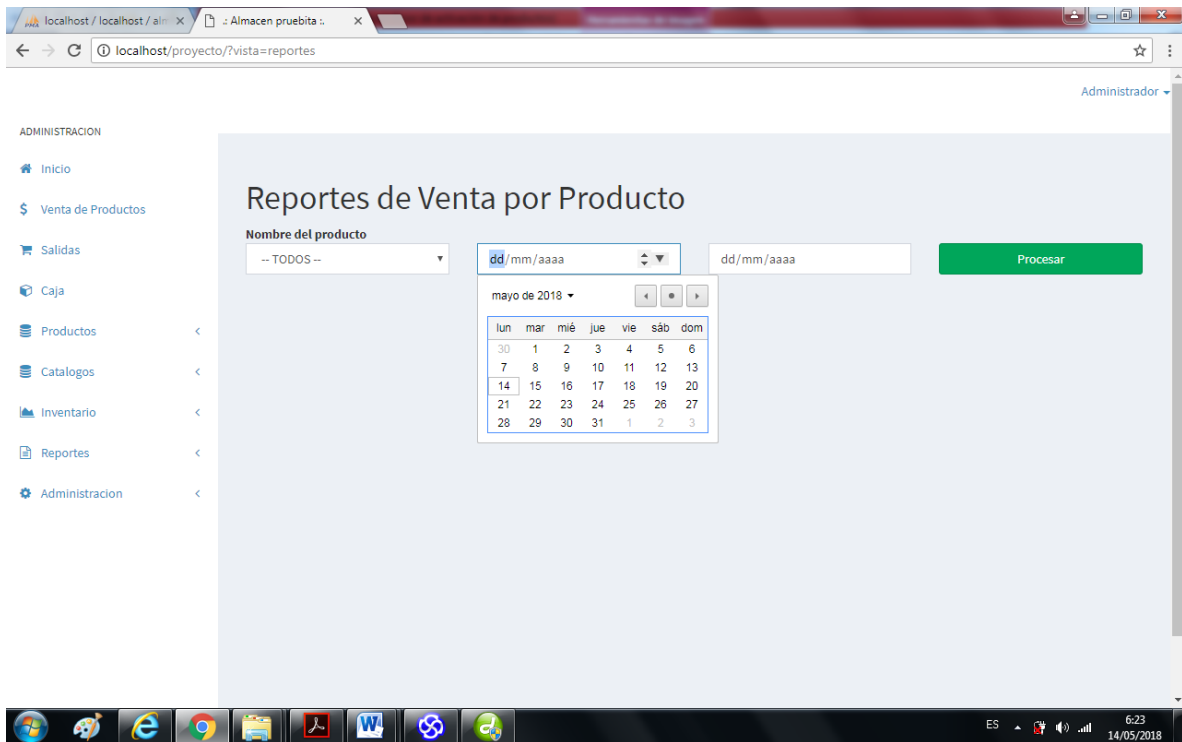 localhost / localhost / alm
.: Almacen pruebita :.
localhost/proyecto/?vista=reportes
Administrador
ADMINISTRACION
Inicio
Venta de Productos
Salidas
Caja
Productos
Catalogos
Inventario
Reportes
Administracion
Reportes de Venta por Producto
Nombre del producto
-- TODOS --
dd/mm/aaaa
dd/mm/aaaa
Procesar
mayo de 2018
lun mar mié jue vie sáb dom
30 1 2 3 4 5 6
7 8 9 10 11 12 13
14 15 16 17 18 19 20
21 22 23 24 25 26 27
28 29 30 31 1 2 3
ES
6:23
14/05/2018